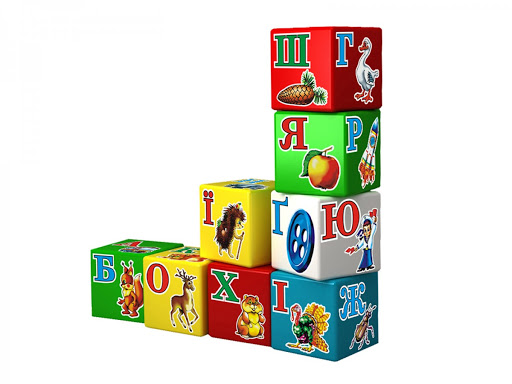 Ш Г
Я Р
Ї Ґ Ю
Б О Х І Ж